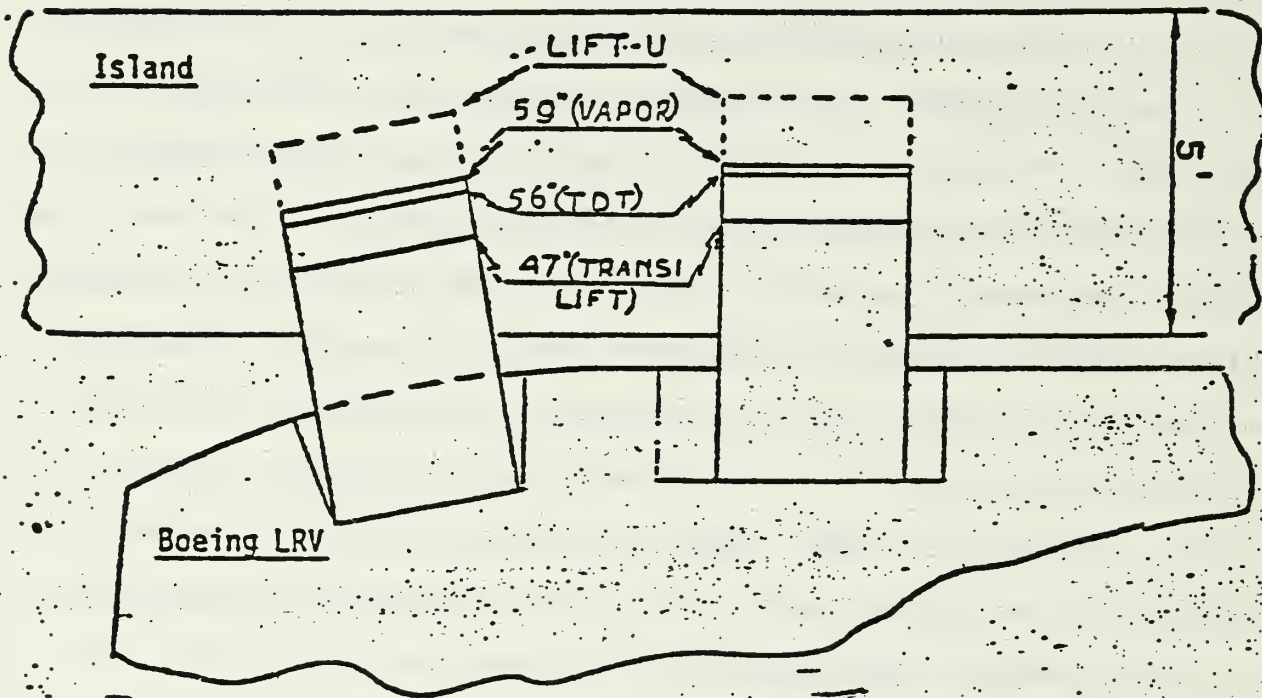 Island
LIFT-U
59"(VAPOR)
56"(TDT)
47"(TRANSI
LIFT)
5'
Boeing LRV